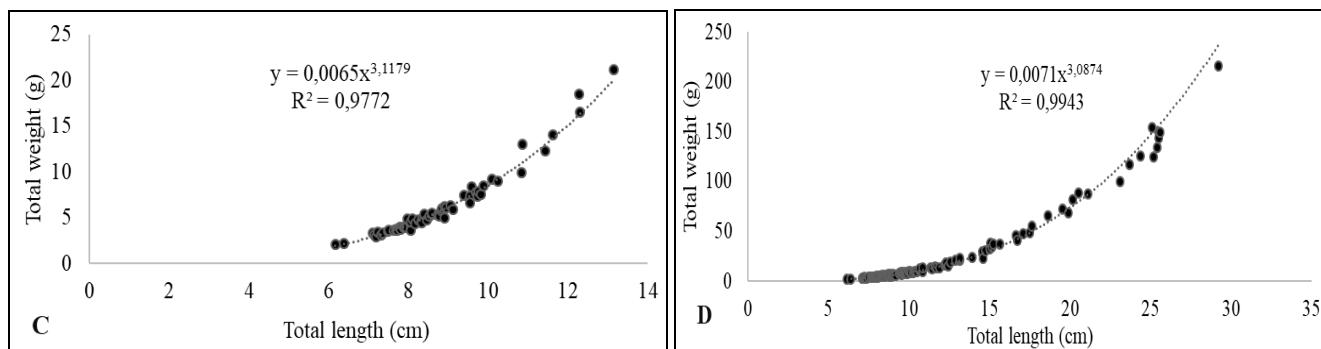 25
20
15
10
5
0
Total weight (g)
y = 0,0065x^3,1179
R² = 0,9772
0 2 4 6 8 10 12 14
C
Total length (cm)
250
200
150
100
50
0
Total weight (g)
y = 0,0071x^3,0874
R² = 0,9943
0 5 10 15 20 25 30 35
D
Total length (cm)